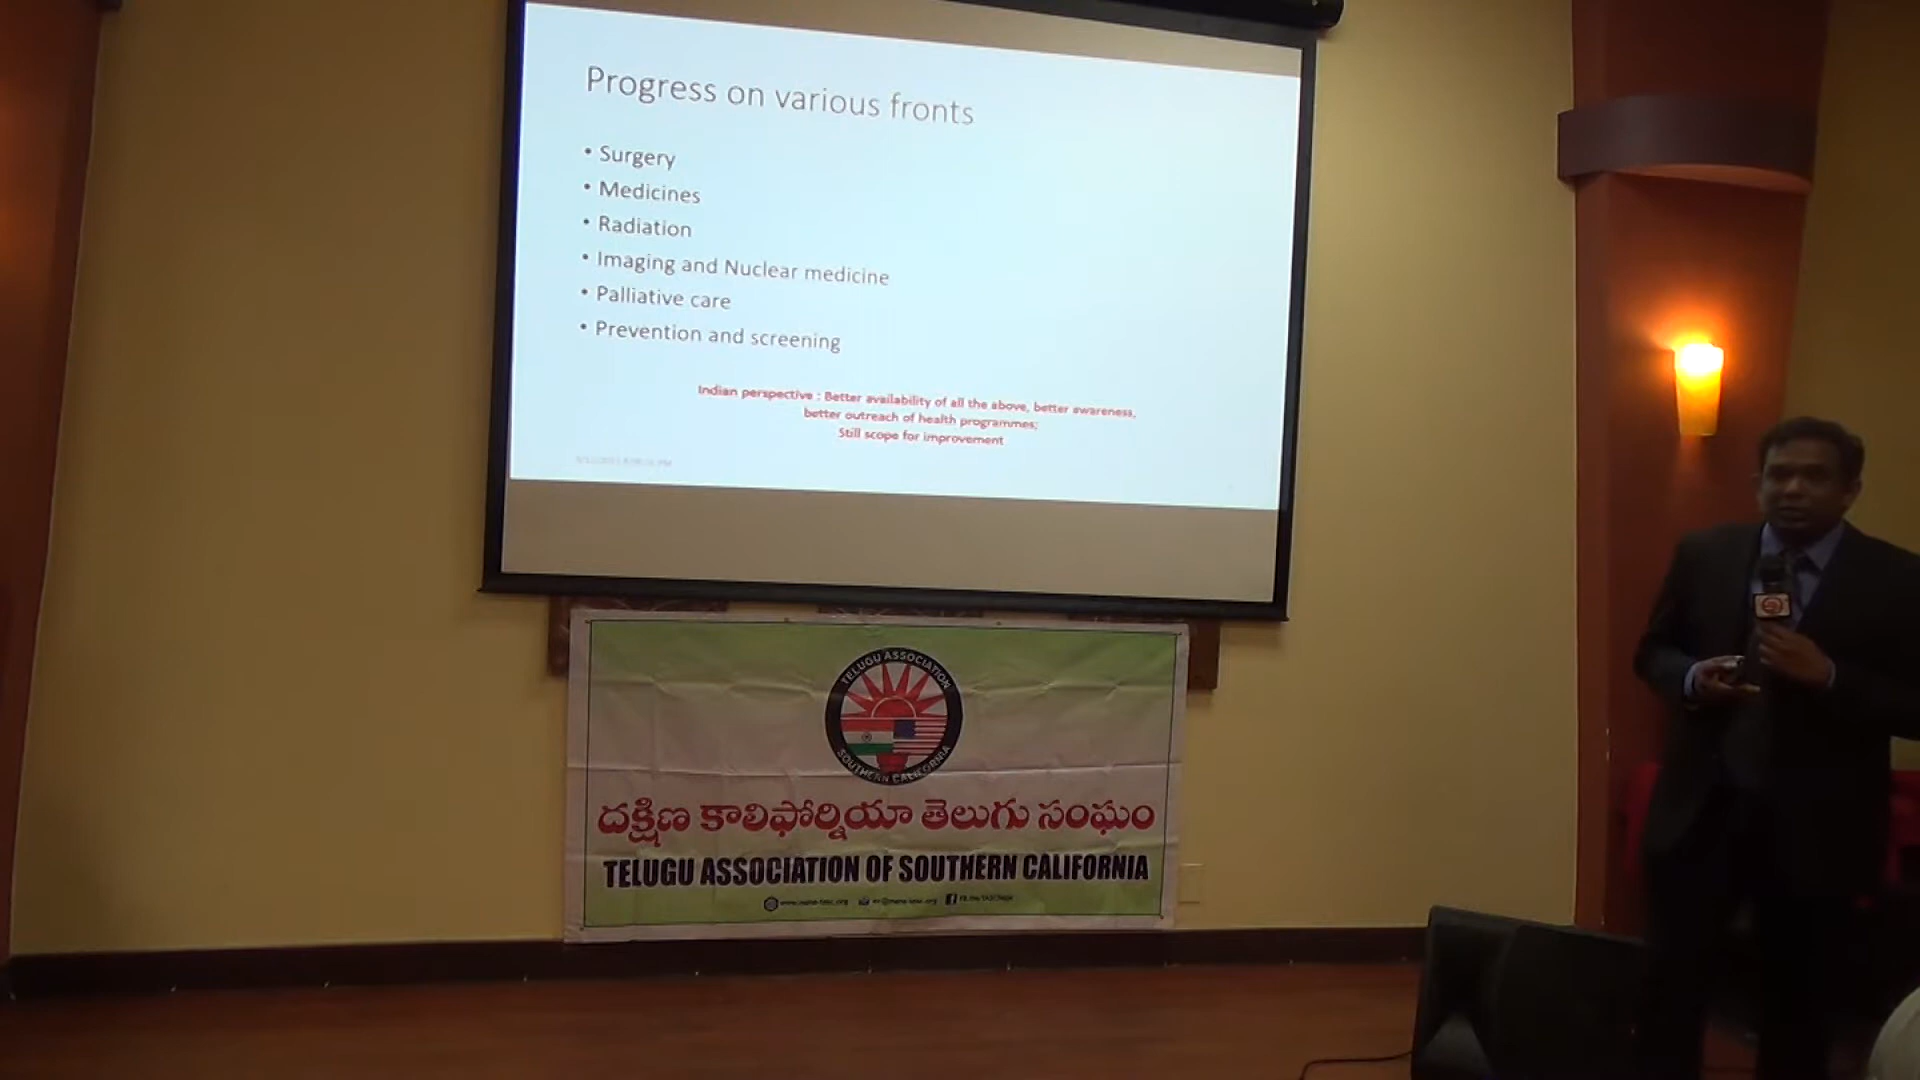 Progress on various fronts
• Surgery
• Medicines
• Radiation
• Imaging and Nuclear medicine
• Palliative care
• Prevention and screening
Indian perspective : Better availability of all the above, better awareness,
better outreach of health programmes;
Still scope for improvement
TELUGU ASSOCIATION
SOUTHERN CALIFORNIA
దక్షిణ కాలిఫోర్నియా తెలుగు సంఘం
TELUGU ASSOCIATION OF SOUTHERN CALIFORNIA